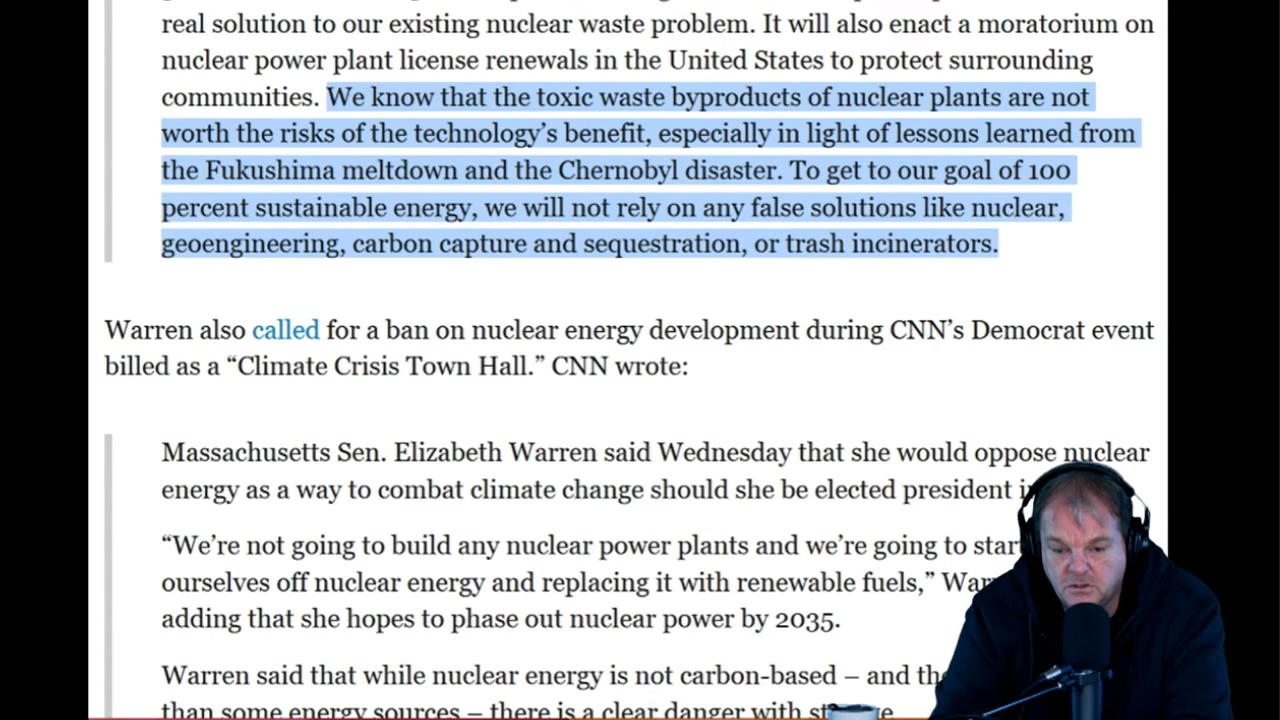 real solution to our existing nuclear waste problem. It will also enact a moratorium on
nuclear power plant license renewals in the United States to protect surrounding
communities. We know that the toxic waste byproducts of nuclear plants are not
worth the risks of the technology’s benefit, especially in light of lessons learned from
the Fukushima meltdown and the Chernobyl disaster. To get to our goal of 100
percent sustainable energy, we will not rely on any false solutions like nuclear,
geoengineering, carbon capture and sequestration, or trash incinerators.
Warren also called for a ban on nuclear energy development during CNN’s Democrat event
billed as a “Climate Crisis Town Hall.” CNN wrote:
Massachusetts Sen. Elizabeth Warren said Wednesday that she would oppose nuclear
energy as a way to combat climate change should she be elected president
“We’re not going to build any nuclear power plants and we’re going to
ourselves off nuclear energy and replacing it with renewable fuels,”
adding that she hopes to phase out nuclear power by 2035.
Warren said that while nuclear energy is not carbon-based – and
than some energy sources – there is a clear danger with